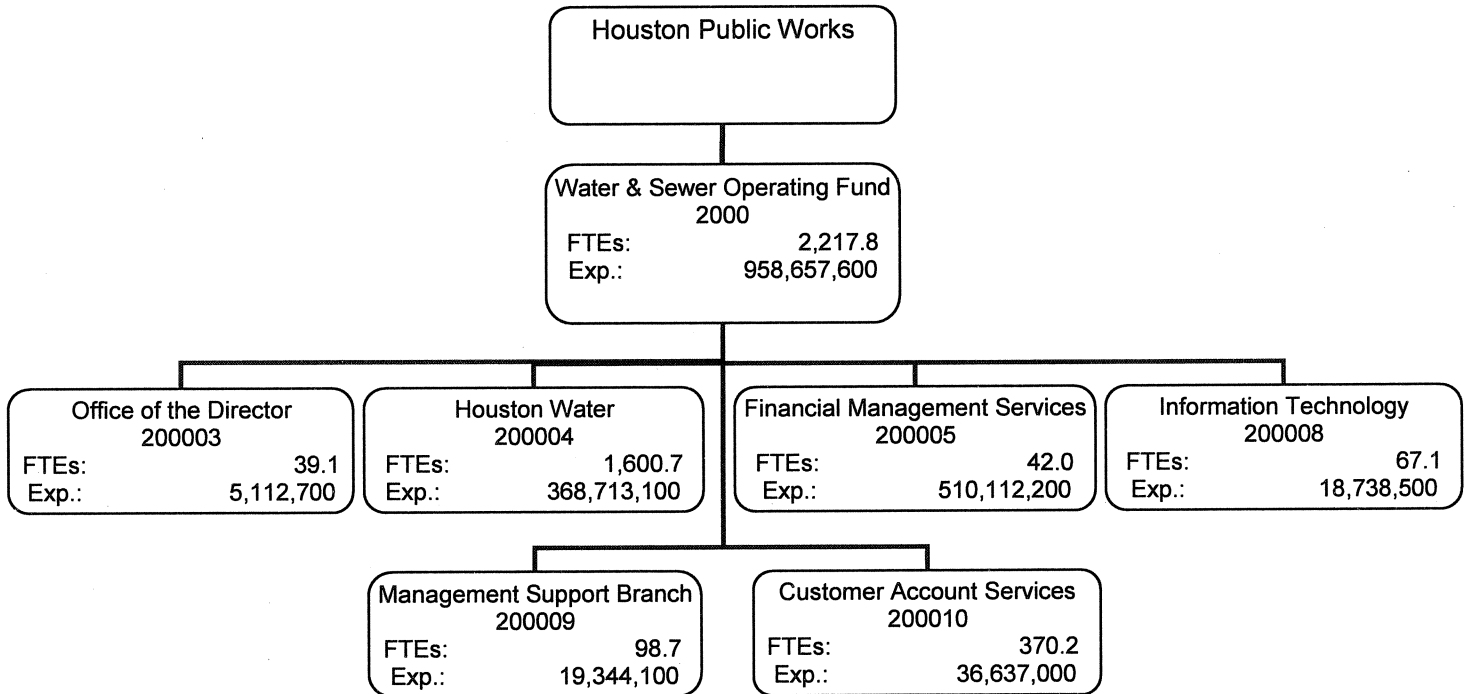 Houston Public Works
Water & Sewer Operating Fund
2000
FTEs: 2,217.8
Exp.: 958,657,600
Office of the Director
200003
FTEs: 39.1
Exp.: 5,112,700
Houston Water
200004
FTEs: 1,600.7
Exp.: 368,713,100
Financial Management Services
200005
FTEs: 42.0
Exp.: 510,112,200
Information Technology
200008
FTEs: 67.1
Exp.: 18,738,500
Management Support Branch
200009
FTEs: 98.7
Exp.: 19,344,100
Customer Account Services
200010
FTEs: 370.2
Exp.: 36,637,000